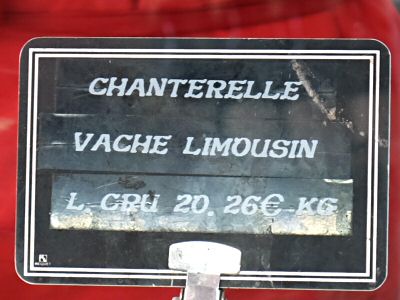 CHANTERELLE
VACHE LIMOUSIN
L. CRU 20. 26€ KG